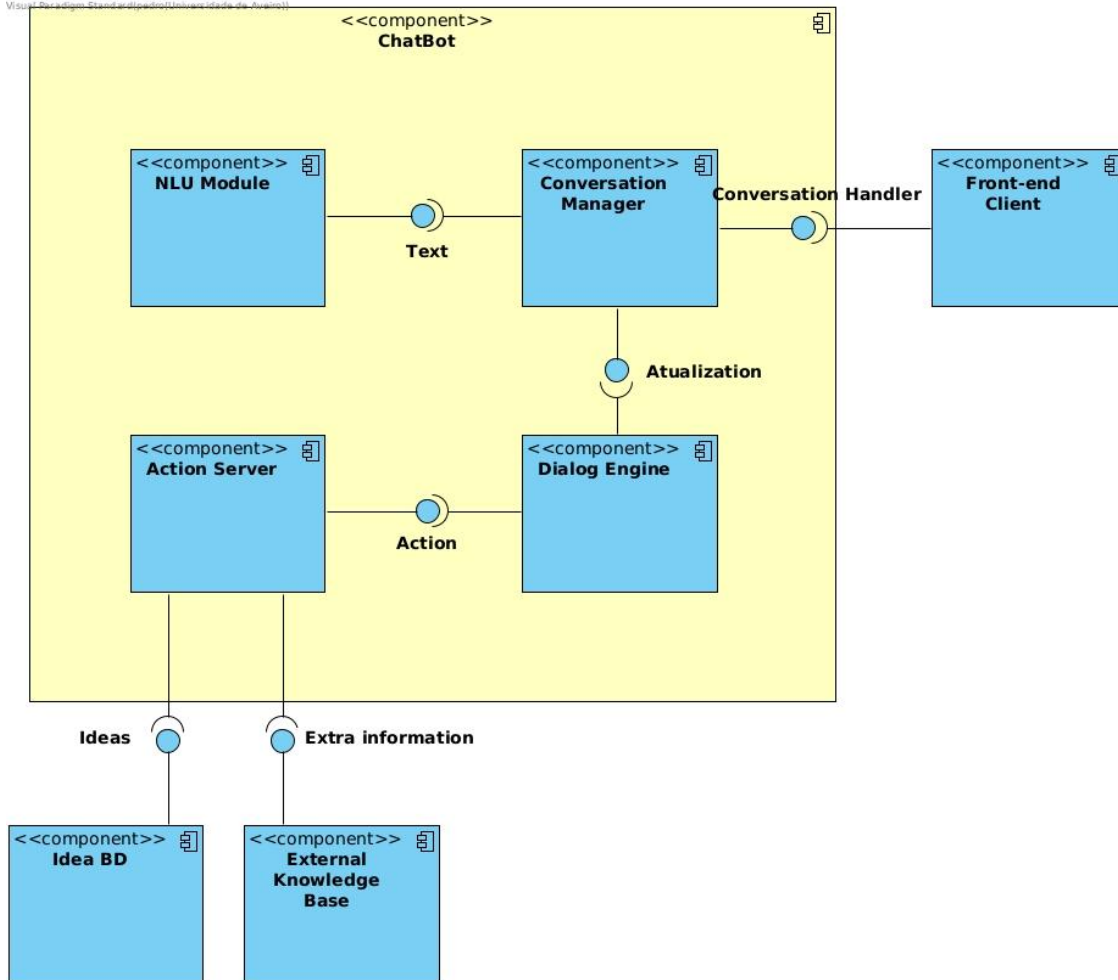 Visual Paradigm Standard(pedro(Universidade de Aveiro))
<<component>>
ChatBot
<<component>>
NLU Module
<<component>>
Conversation
Manager
Conversation Handler
<<component>>
Front-end
Client
Text
Atualization
<<component>>
Action Server
<<component>>
Dialog Engine
Action
Ideas
Extra information
<<component>>
Idea BD
<<component>>
External
Knowledge
Base